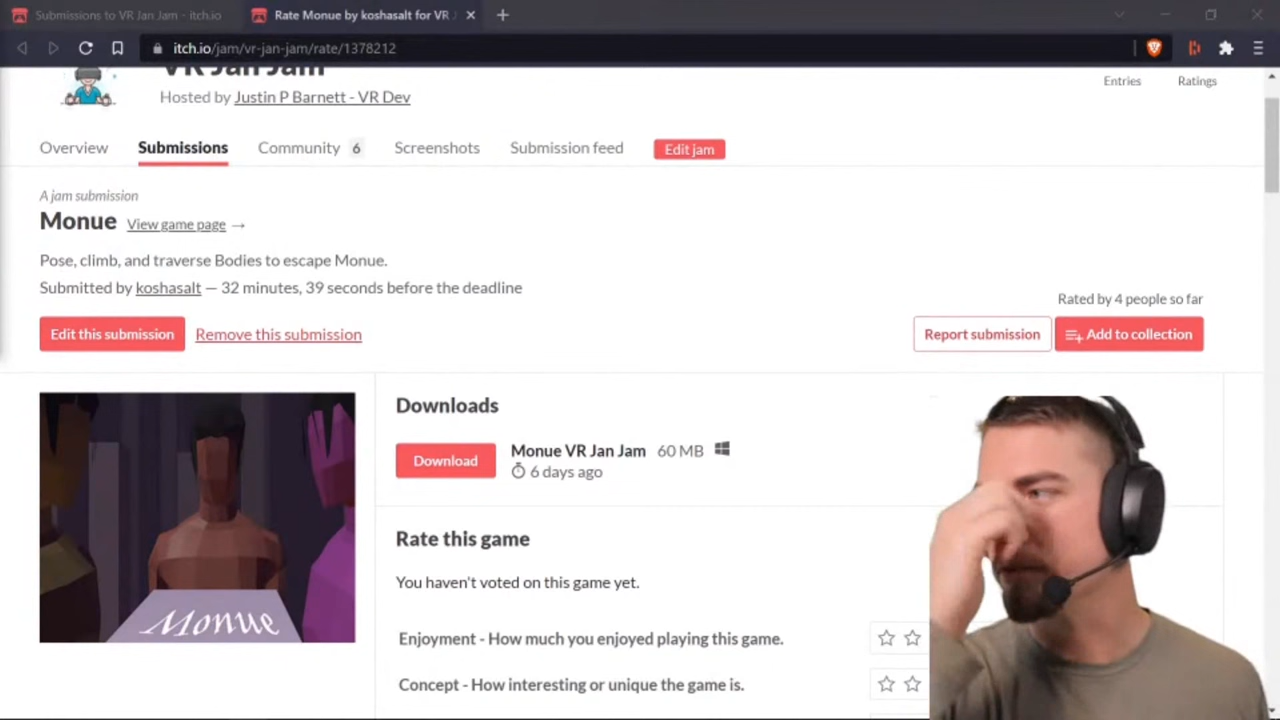 Submissions to VR Jan Jam - itch.io
Rate Monue by koshasalt for VR J
itch.io/jam/vr-jan-jam/rate/1378212
VR Jan Jam
Hosted by Justin P Barnett - VR Dev
Entries
Ratings
Overview
Submissions
Community 6
Screenshots
Submission feed
Edit jam
A jam submission
Monue View game page →
Pose, climb, and traverse Bodies to escape Monue.
Submitted by koshasalt — 32 minutes, 39 seconds before the deadline
Rated by 4 people so far
Edit this submission
Remove this submission
Report submission
Add to collection
Monue
Downloads
Download
Monue VR Jan Jam 60 MB
6 days ago
Rate this game
You haven't voted on this game yet.
Enjoyment - How much you enjoyed playing this game.
Concept - How interesting or unique the game is.